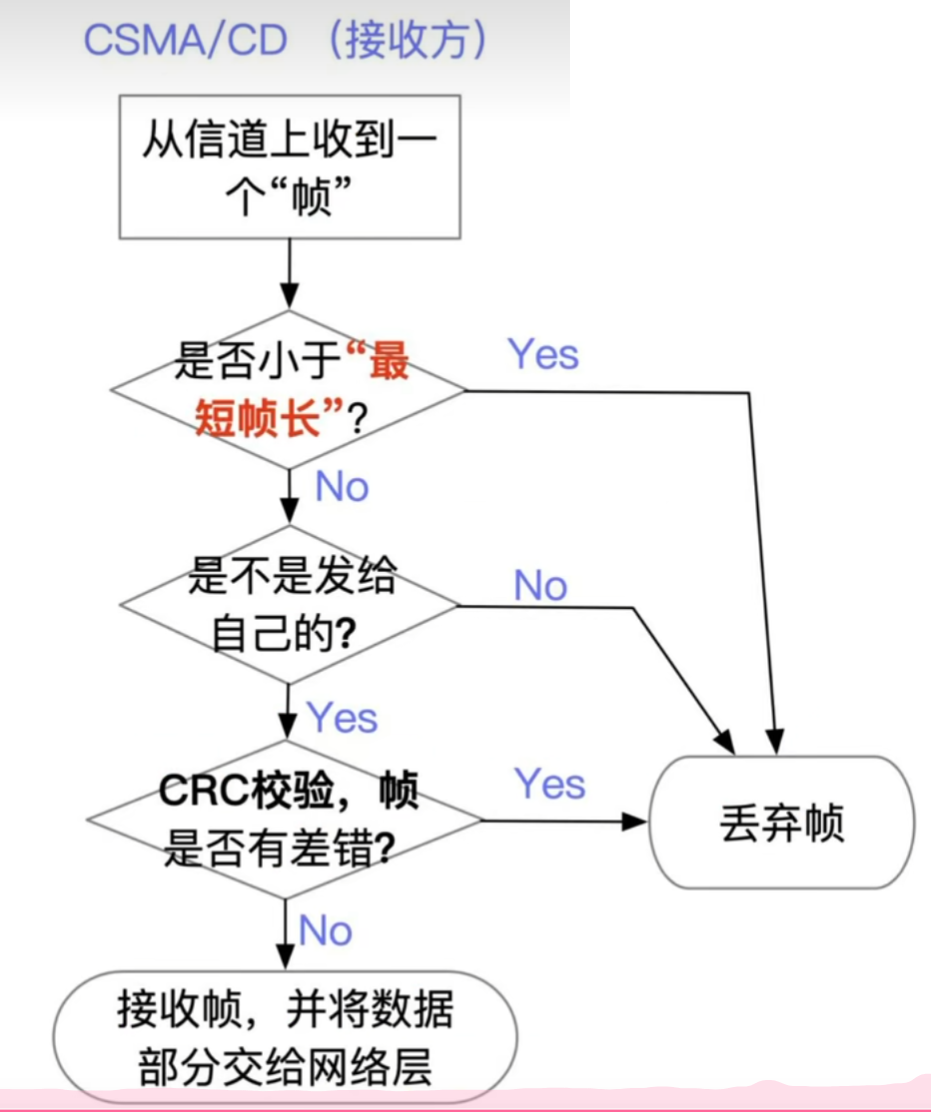 CSMA/CD （接收方）
从信道上收到一
个“帧”
是否小于“最
短帧长”?
Yes
No
是不是发给
自己的?
No
Yes
CRC校验，帧
是否有差错?
Yes
丢弃帧
No
接收帧，并将数据
部分交给网络层